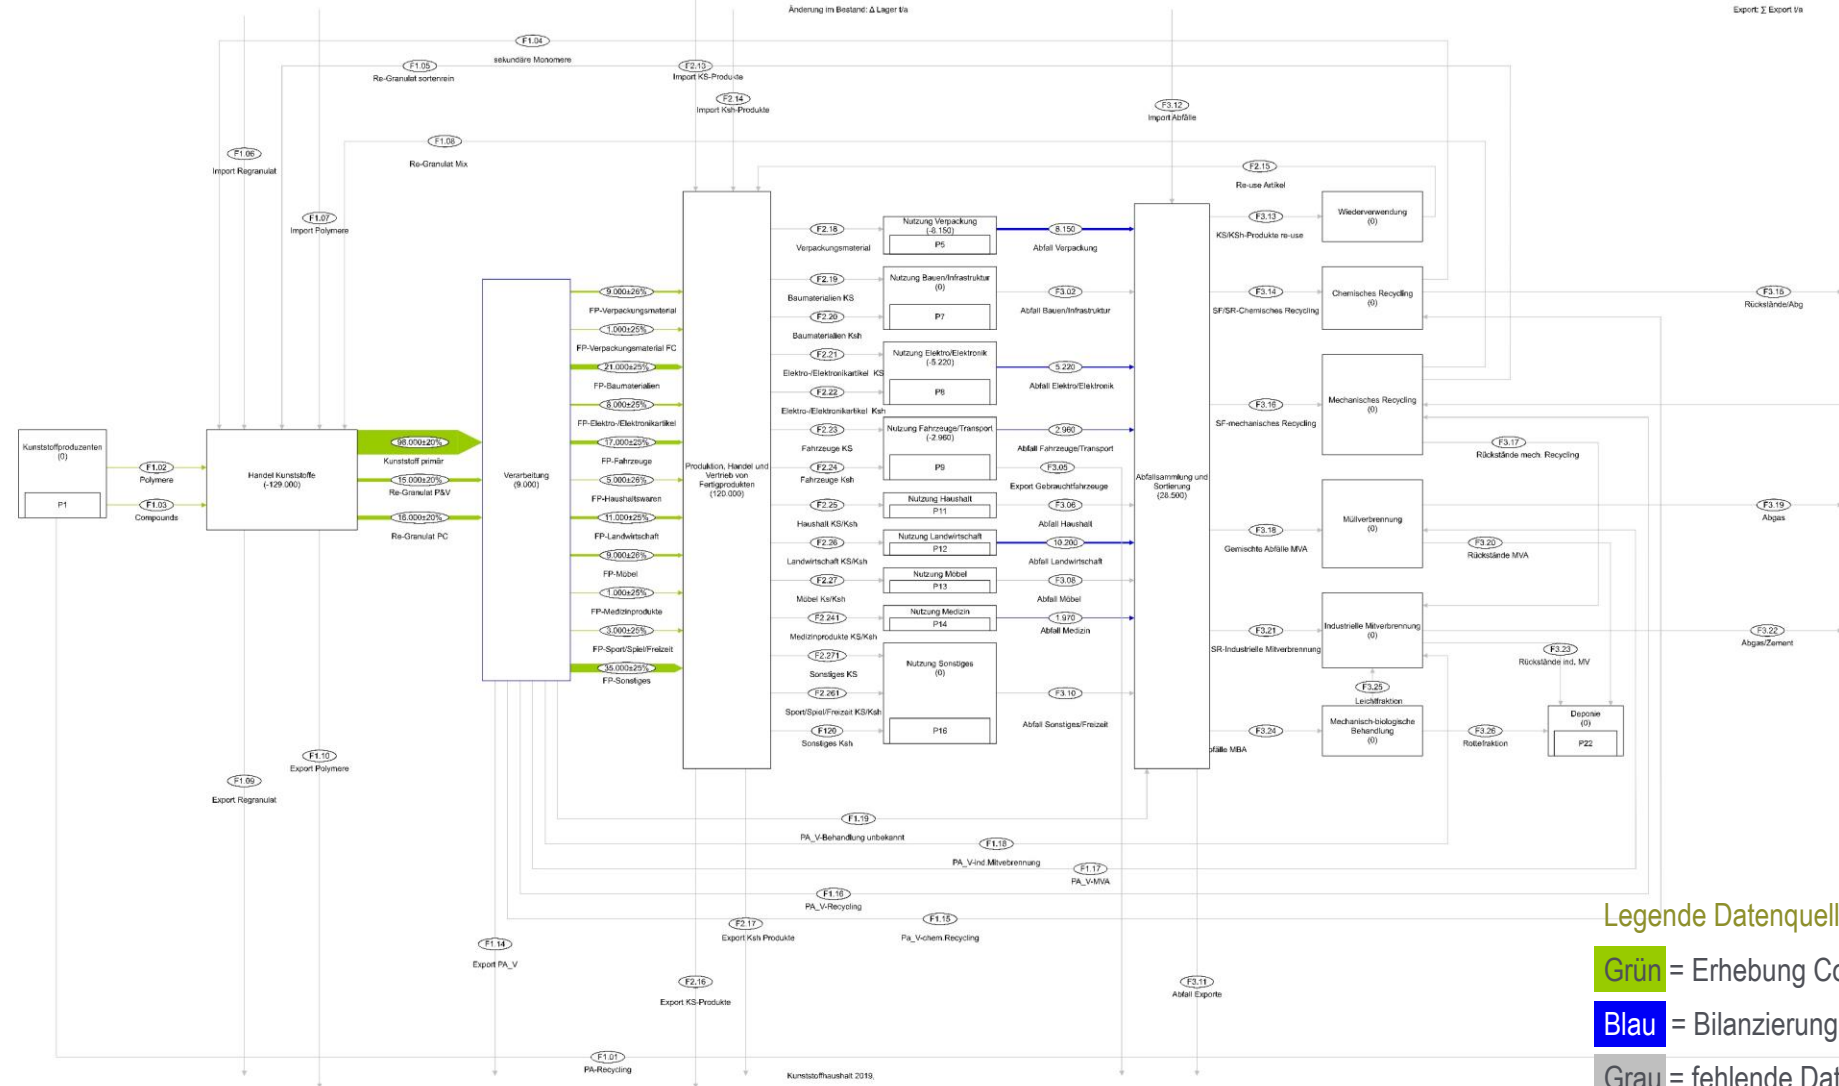 Änderung im Bestand: Δ Lager t/a
Export: ∑ Export t/a
F1.04
sekundäre Monomere
F1.05
Re-Granulat sortenrein
F2.13
Import KS-Produkte
F2.14
Import Ksh-Produkte
F3.12
Import Abfälle
F1.06
Import Regranulat
F1.08
Re-Granulat Mix
F1.07
Import Polymere
F2.15
Re-use Artikel
Kunststoffproduzenten
(0)
P1
F1.02
Polymere
F1.03
Compounds
Handel Kunststoffe
(-129.000)
98.000±20%
Kunststoff primär
15.000±20%
Re-Granulat P&V
16.000±20%
Re-Granulat PC
Verarbeitung
(9.000)
9.000±26%
FP-Verpackungsmaterial
1.000±25%
FP-Verpackungsmaterial FC
21.000±25%
FP-Baumaterialien
8.000±25%
FP-Elektro-/Elektronikartikel
17.000±25%
FP-Fahrzeuge
5.000±26%
FP-Haushaltswaren
11.000±25%
FP-Landwirtschaft
9.000±26%
FP-Möbel
1.000±25%
FP-Medizinprodukte
3.000±25%
FP-Sport/Spiel/Freizeit
35.000±25%
FP-Sonstiges
Produktion, Handel und
Vertrieb von
Fertigprodukten
(120.000)
F2.18
Verpackungsmaterial
F2.19
Baumaterialien KS
F2.20
Baumaterialien Ksh
F2.21
Elektro-/Elektronikartikel KS
F2.22
Elektro-/Elektronikartikel Ksh
F2.23
Fahrzeuge KS
F2.24
Fahrzeuge Ksh
F2.25
Haushalt KS/Ksh
F2.26
Landwirtschaft KS/Ksh
F2.27
Möbel Ks/Ksh
F2.241
Medizinprodukte KS/Ksh
F2.271
Sonstiges KS
F2.261
Sport/Spiel/Freizeit KS/Ksh
F120
Sonstiges Ksh
Nutzung Verpackung
(-8.150)
P5
Nutzung Bauen/Infrastruktur
(0)
P7
Nutzung Elektro/Elektronik
(-5.220)
P8
Nutzung Fahrzeuge/Transport
(-2.960)
P9
Nutzung Haushalt
P11
Nutzung Landwirtschaft
P12
Nutzung Möbel
P13
Nutzung Medizin
P14
Nutzung Sonstiges
(0)
P16
8.150
Abfall Verpackung
F3.02
Abfall Bauen/Infrastruktur
5.220
Abfall Elektro/Elektronik
2.960
Abfall Fahrzeuge/Transport
F3.05
Export Gebrauchtfahrzeuge
F3.06
Abfall Haushalt
10.200
Abfall Landwirtschaft
F3.08
Abfall Möbel
1.970
Abfall Medizin
F3.10
Abfall Sonstiges/Freizeit
Abfallsammlung und
Sortierung
(28.500)
F3.13
KS/KSh-Produkte re-use
F3.14
SF/SR-Chemisches Recycling
F3.16
SF-mechanisches Recycling
F3.18
Gemischte Abfälle MVA
F3.21
SR-Industrielle Mitverbrennung
F3.24
fälle MBA
Wiederverwendung
(0)
Chemisches Recycling
(0)
Mechanisches Recycling
(0)
Müllverbrennung
(0)
Industrielle Mitverbrennung
(0)
F3.25
Leichtfraktion
Mechanisch-biologische
Behandlung
(0)
F3.15
Rückstände/Abg
F3.17
Rückstände mech. Recycling
F3.19
Abgas
F3.20
Rückstände MVA
F3.22
Abgas/Zement
F3.23
Rückstände ind. MV
F3.26
Rottefraktion
Deponie
(0)
P22
F1.10
Export Polymere
F1.09
Export Regranulat
F1.19
PA_V-Behandlung unbekannt
F1.18
PA_V-ind.Mitvebrennung
F1.17
PA_V-MVA
F1.16
PA_V-Recycling
F1.15
Pa_V-chem.Recycling
F2.17
Export Ksh Produkte
F1.14
Export PA_V
F2.16
Export KS-Produkte
F3.11
Abfall Exporte
F1.01
PA-Recycling
Kunststoffhaushalt 2019,
Legende Datenquell
Grün = Erhebung Co
Blau = Bilanzierung
Grau = fehlende Dat